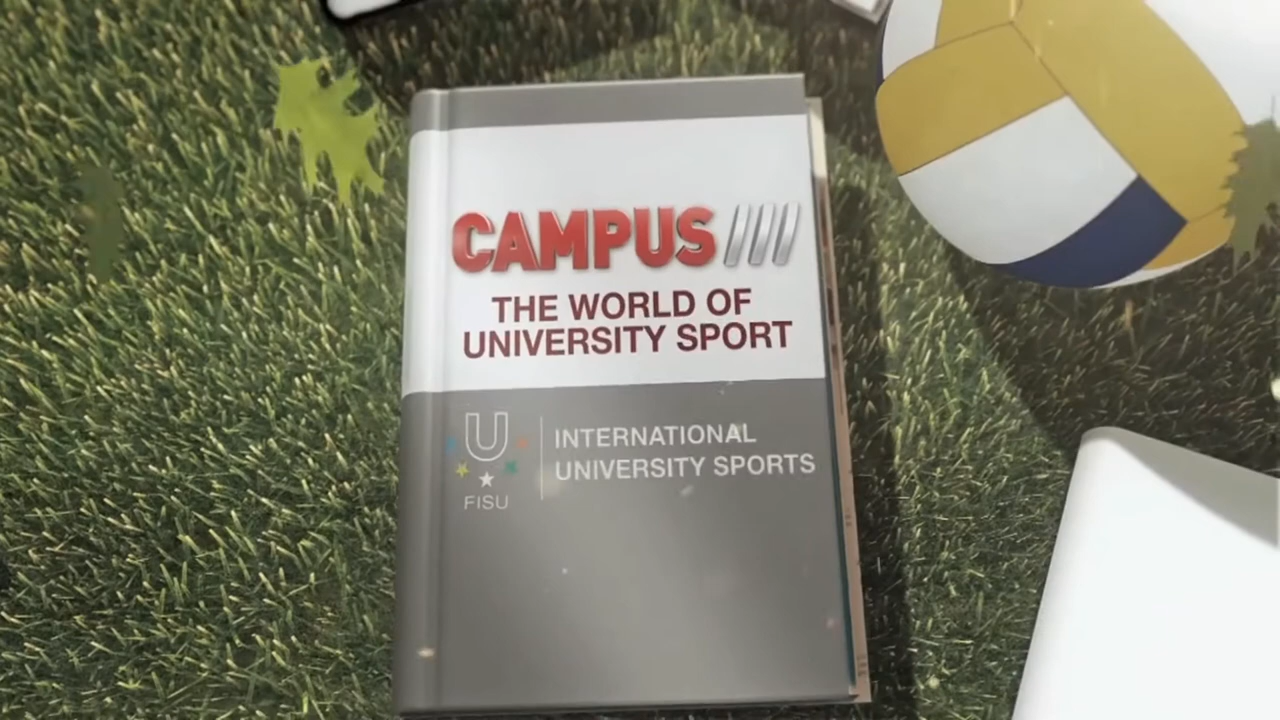 CAMPUS
THE WORLD OF
UNIVERSITY SPORT
U
FISU
INTERNATIONAL
UNIVERSITY SPORTS